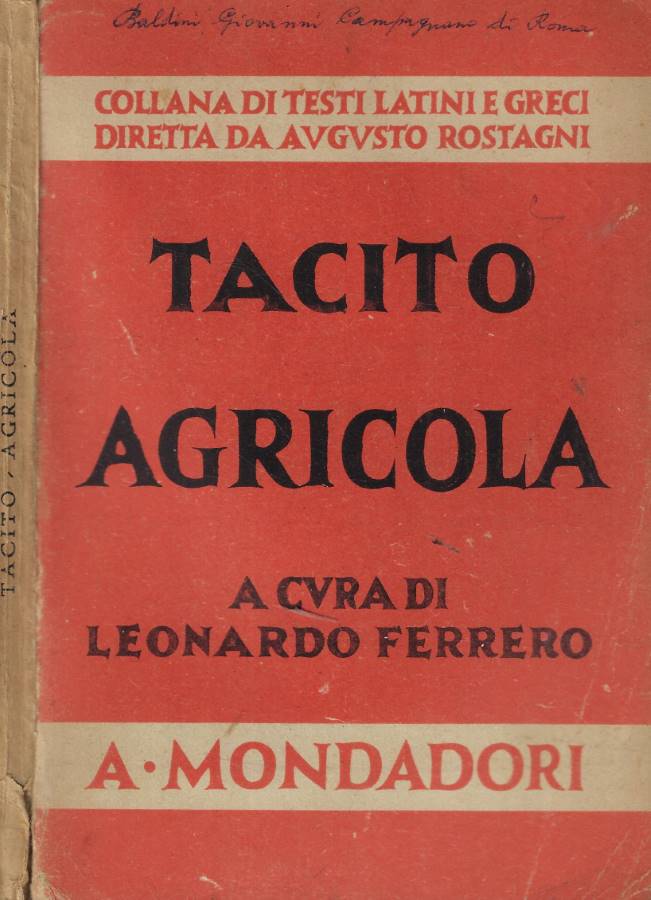 Baldini Giovanni Campagnano di Roma
COLLANA DI TESTI LATINI E GRECI
DIRETTA DA AVGVSTO ROSTAGNI
TACITO
AGRICOLA
A CVRA DI
LEONARDO FERRERO
A · MONDADORI
TACITO / AGRICOLA